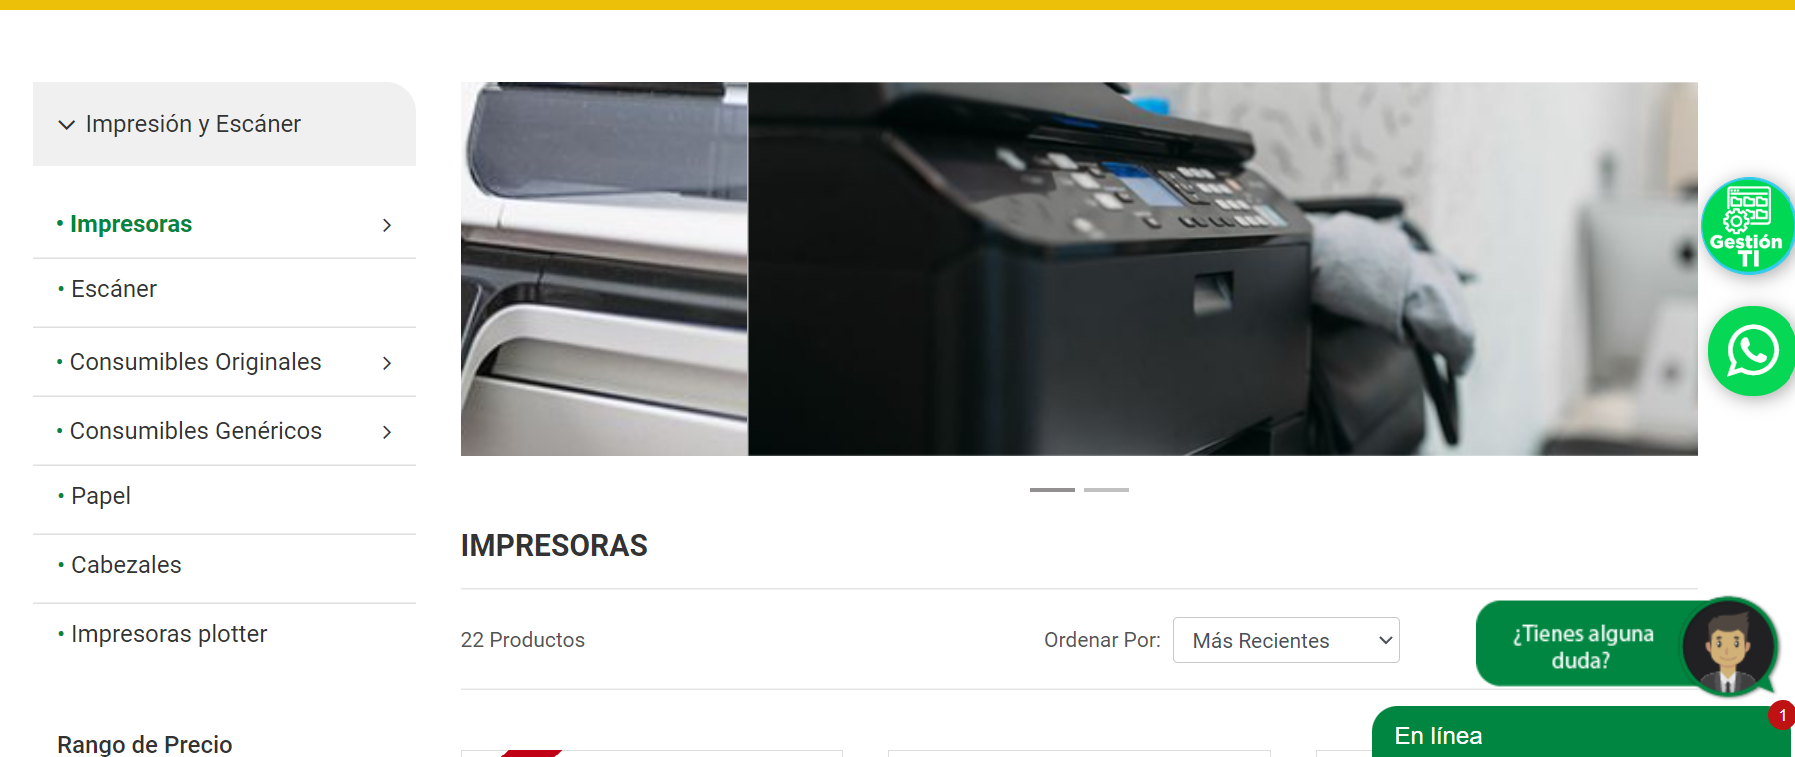 Impresión y Escáner
• Impresoras
• Escáner
• Consumibles Originales
• Consumibles Genéricos
• Papel
• Cabezales
• Impresoras plotter
Rango de Precio
IMPRESORAS
22 Productos
Ordenar Por:
Más Recientes
Gestión
TI
¿Tienes alguna
duda?
1
En línea